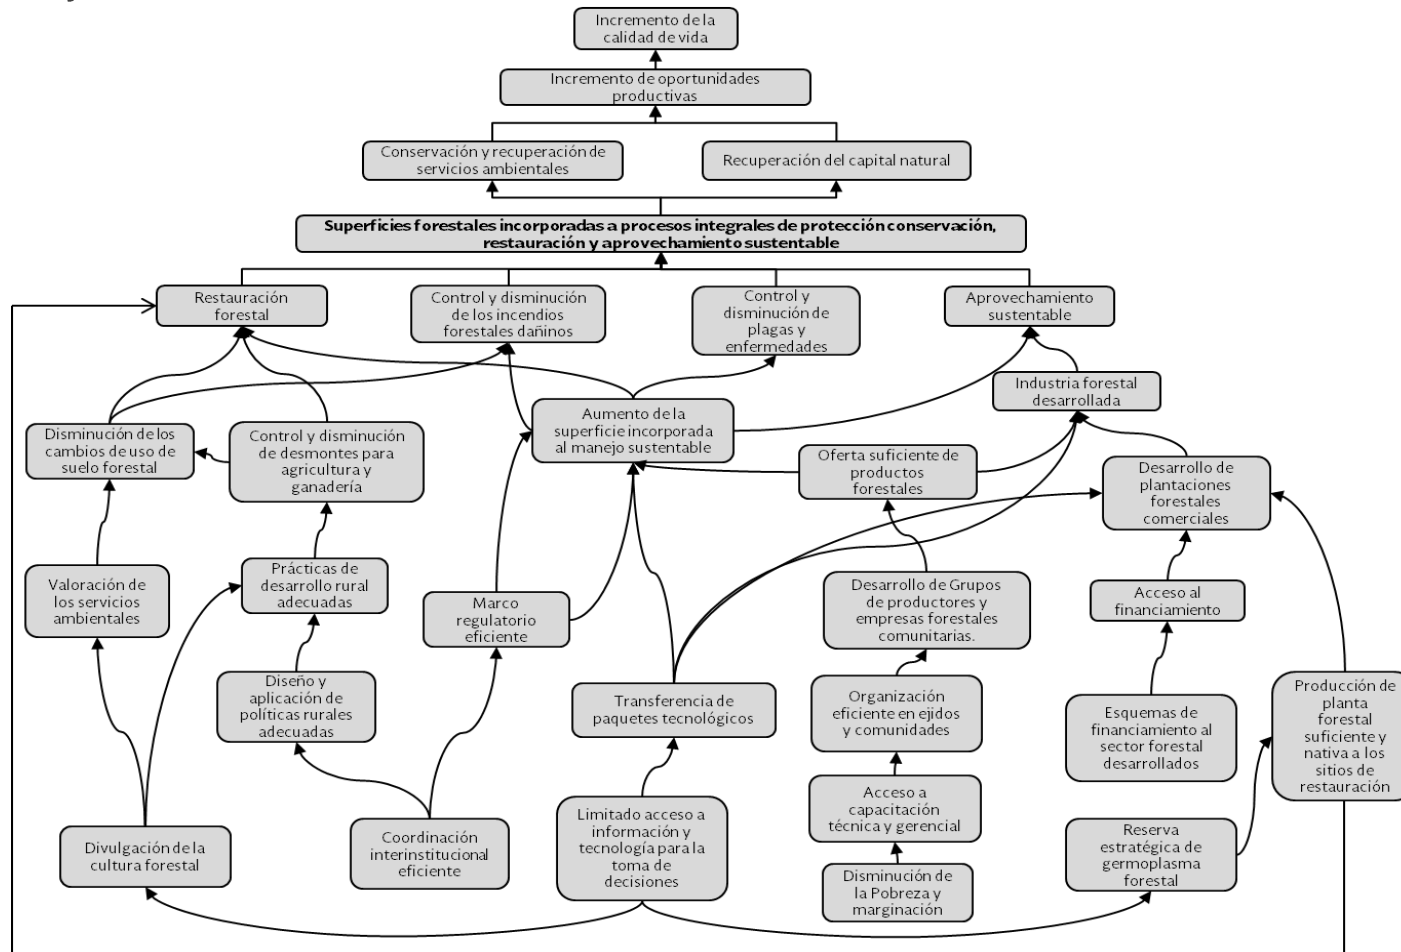 Incremento de la
calidad de vida
Incremento de oportunidades
productivas
Conservación y recuperación de
servicios ambientales
Recuperación del capital natural
Superficies forestales incorporadas a procesos integrales de protección conservación,
restauración y aprovechamiento sustentable
Restauración
forestal
Control y disminución
de los incendios
forestales dañinos
Control y
disminución de
plagas y
enfermedades
Aprovechamiento
sustentable
Industria forestal
desarrollada
Disminución de los
cambios de uso de
suelo forestal
Control y disminución
de desmontes para
agricultura y
ganadería
Aumento de la
superficie incorporada
al manejo sustentable
Oferta suficiente de
productos
forestales
Desarrollo de
plantaciones
forestales
comerciales
Valoración de
los servicios
ambientales
Prácticas de
desarrollo rural
adecuadas
Marco
regulatorio
eficiente
Desarrollo de Grupos
de productores y
empresas forestales
comunitarias.
Acceso al
financiamiento
Diseño y
aplicación de
políticas rurales
adecuadas
Transferencia de
paquetes tecnológicos
Organización
eficiente en ejidos
y comunidades
Esquemas de
financiamiento al
sector forestal
desarrollados
Producción de
planta
forestal
suficiente y
nativa a los
sitios de
restauración
Divulgación de la
cultura forestal
Coordinación
interinstitucional
eficiente
Limitado acceso a
información y
tecnología para la
toma de
decisiones
Acceso a
capacitación
técnica y gerencial
Disminución de
la Pobreza y
marginación
Reserva
estratégica de
germoplasma
forestal